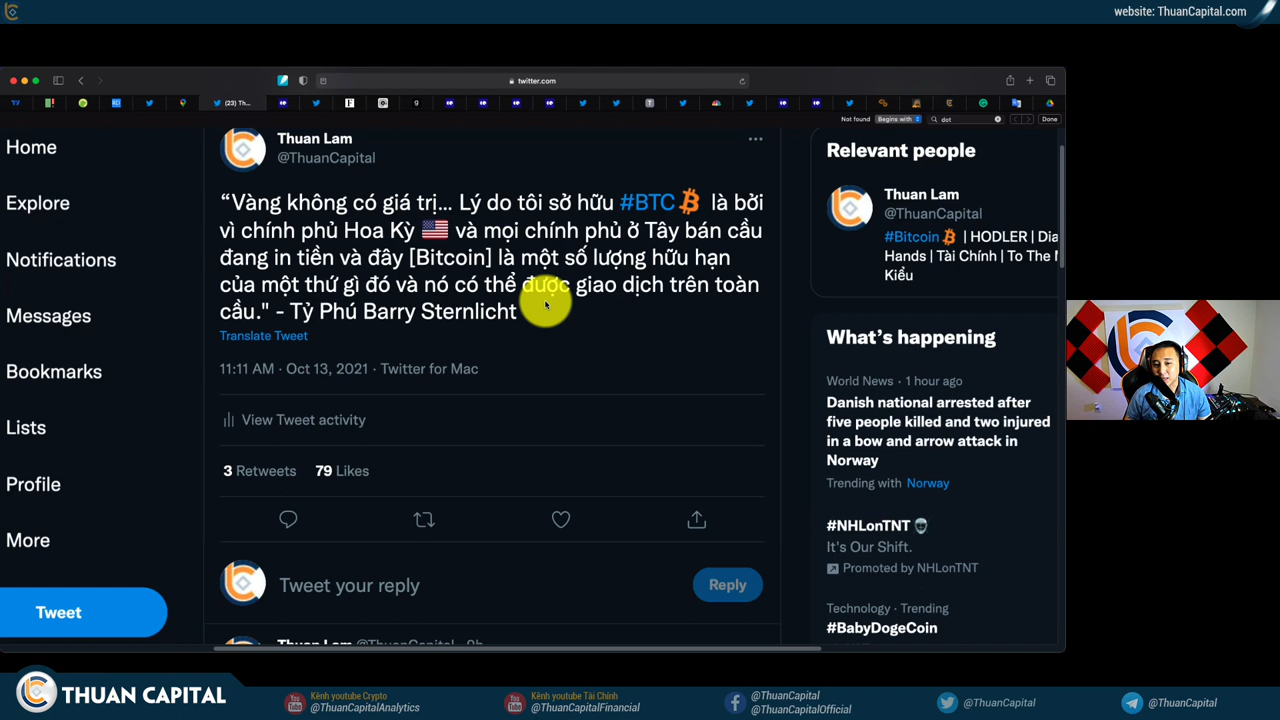 website: ThuanCapital.com
twitter.com
(23) Th...
Not found
Begins with
dot
Done
Home
Explore
Notifications
Messages
Bookmarks
Lists
Profile
More
Tweet
Thuan Lam
@ThuanCapital
“Vàng không có giá trị... Lý do tôi sở hữu #BTC là bởi
vì chính phủ Hoa Kỳ và mọi chính phủ ở Tây bán cầu
đang in tiền và đây [Bitcoin] là một số lượng hữu hạn
của một thứ gì đó và nó có thể được giao dịch trên toàn
cầu." - Tỷ Phú Barry Sternlicht
Translate Tweet
11:11 AM · Oct 13, 2021 · Twitter for Mac
View Tweet activity
3 Retweets 79 Likes
Tweet your reply
Reply
Thuan Lam @ThuanCapital · 9h
Relevant people
Thuan Lam
@ThuanCapital
#Bitcoin | HODLER | Dia
Hands | Tài Chính | To The M
Kiều
What’s happening
World News · 1 hour ago
Danish national arrested after
five people killed and two injured
in a bow and arrow attack in
Norway
Trending with Norway
#NHLonTNT
It's Our Shift.
Promoted by NHLonTNT
Technology · Trending
#BabyDogeCoin
THUAN CAPITAL
Kênh youtube Crypto
@ThuanCapitalAnalytics
Kênh youtube Tài Chính
@ThuanCapitalFinancial
@ThuanCapital
@ThuanCapitalOfficial
@ThuanCapital
@ThuanCapital